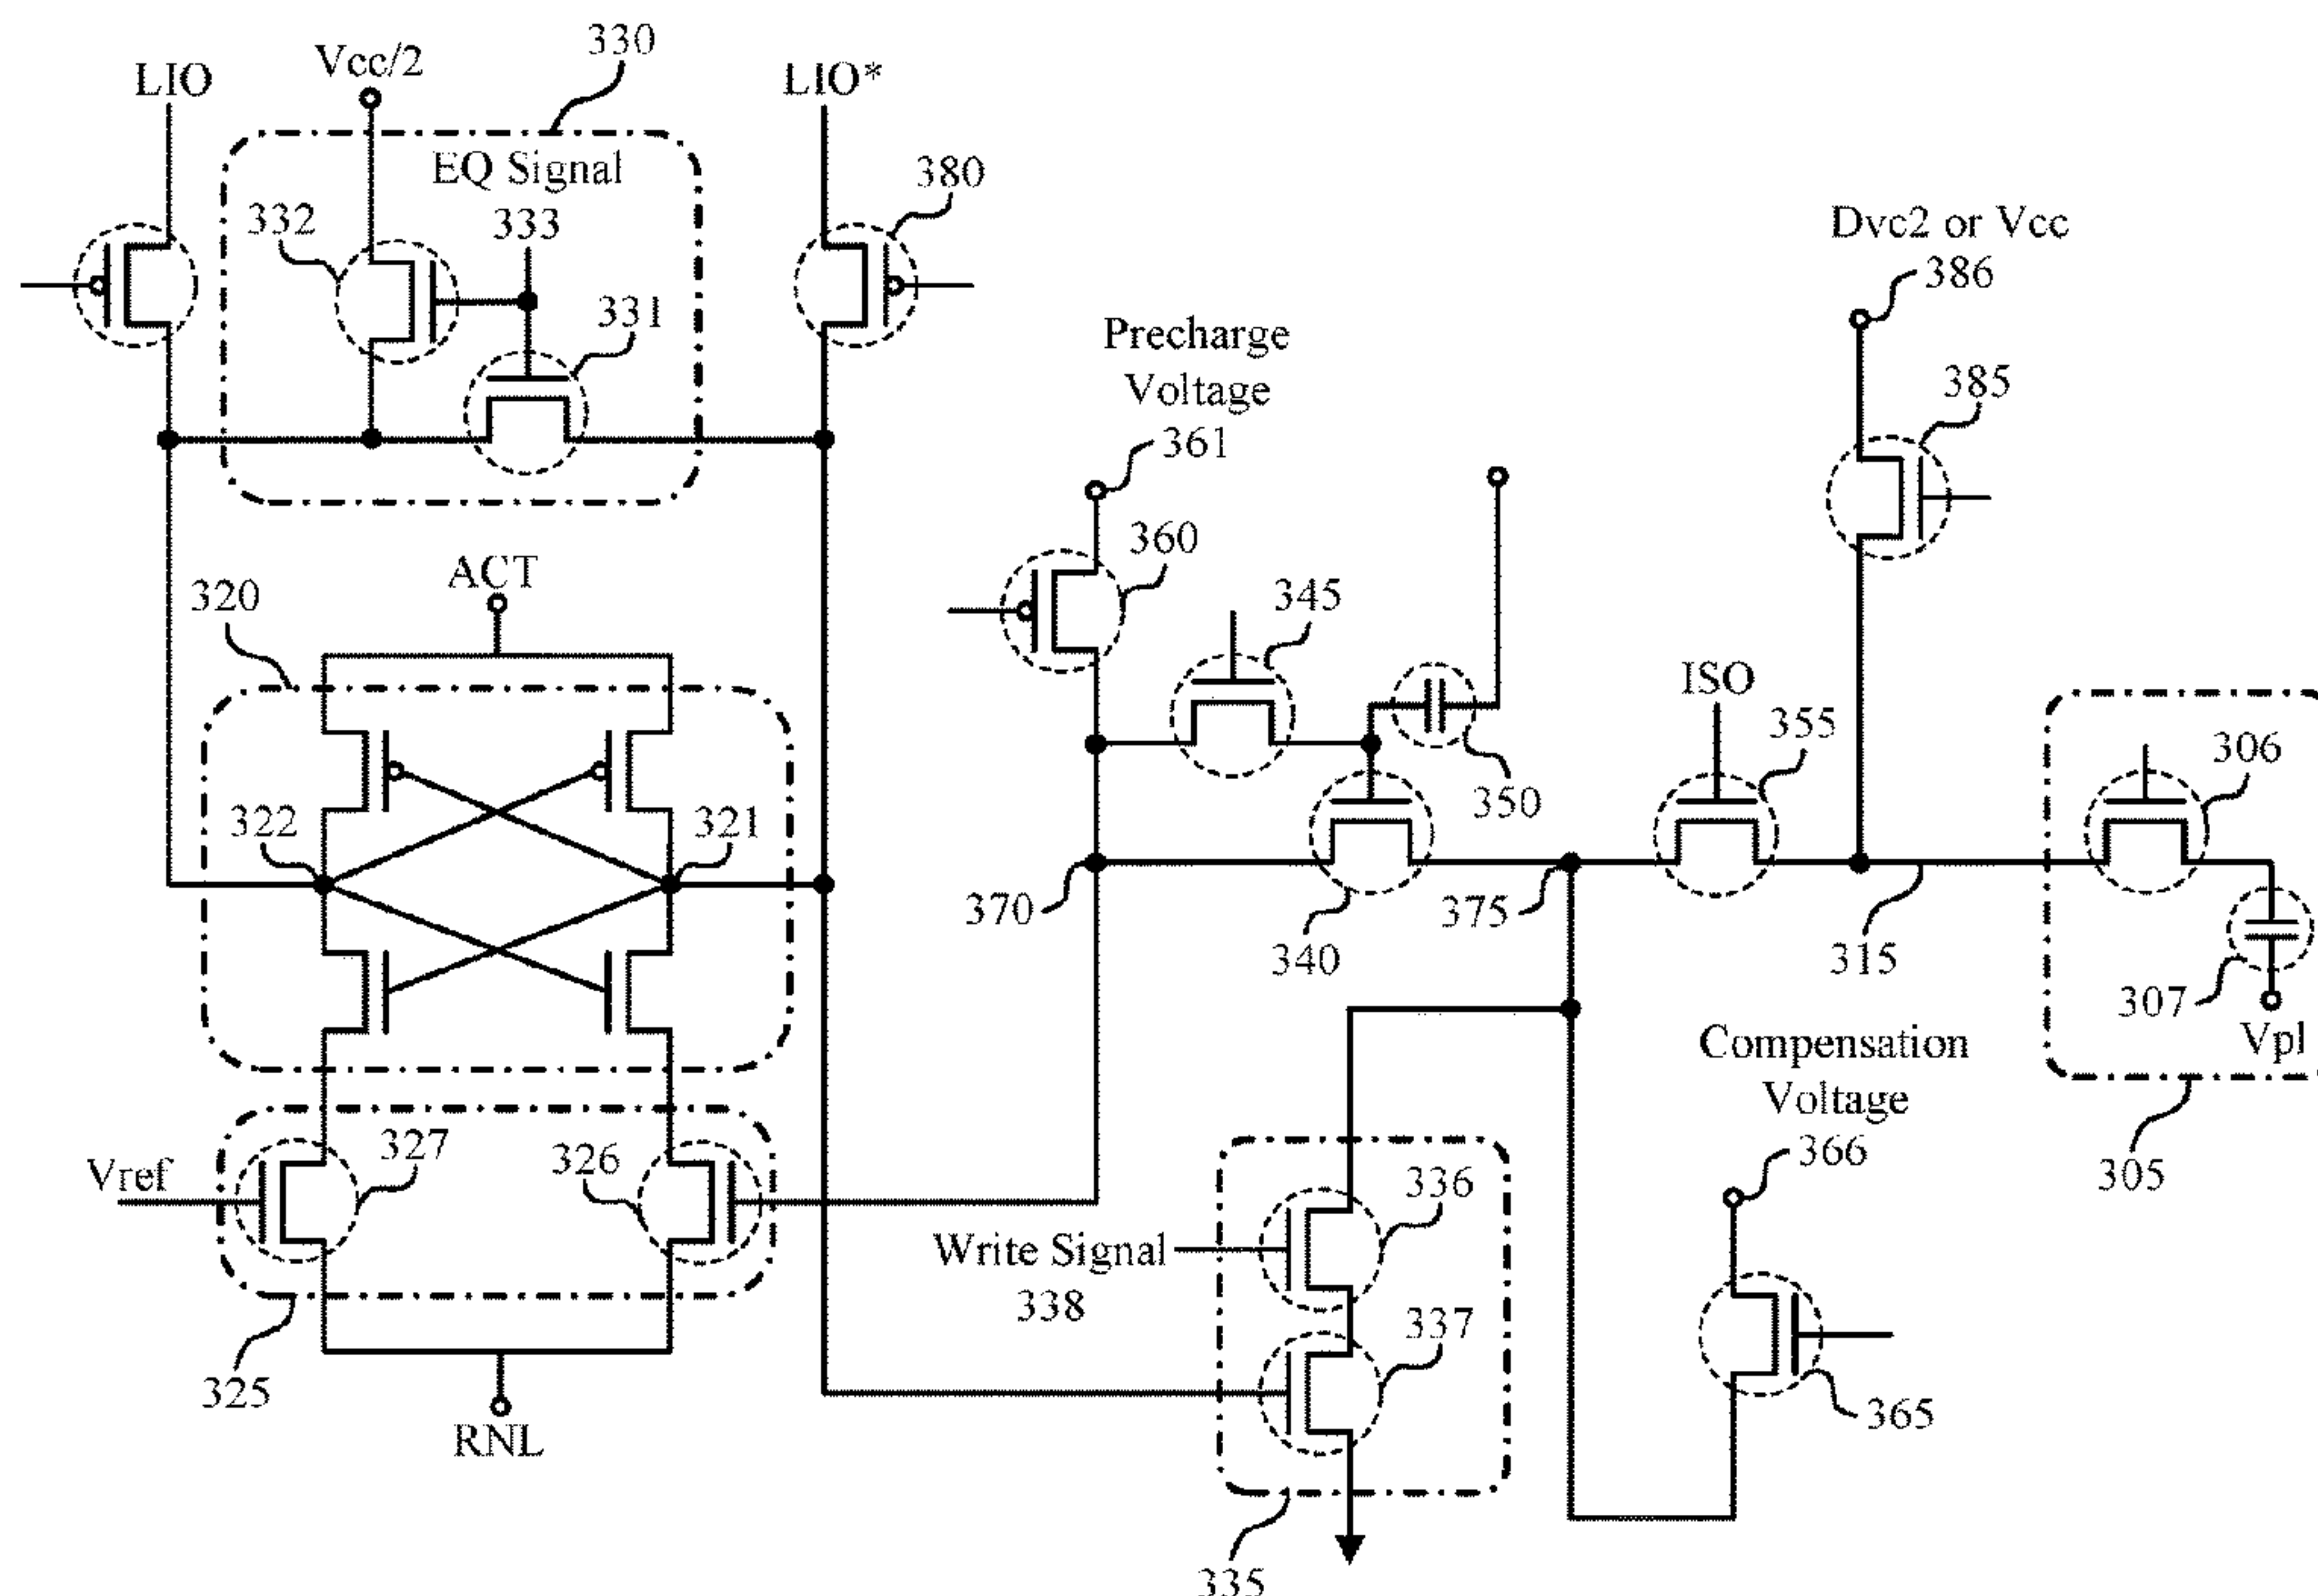 330
Vcc/2
LIO
LIO*
EQ Signal
380
332
333
Dvc2 or Vcc
386
331
Precharge
Voltage
385
361
360
ACT
320
345
ISO
355
306
350
322
321
370
340
375
315
307
Vpl
Compensation
Voltage
366
305
Vref
327
326
336
Write Signal
338
337
325
RNL
365
335